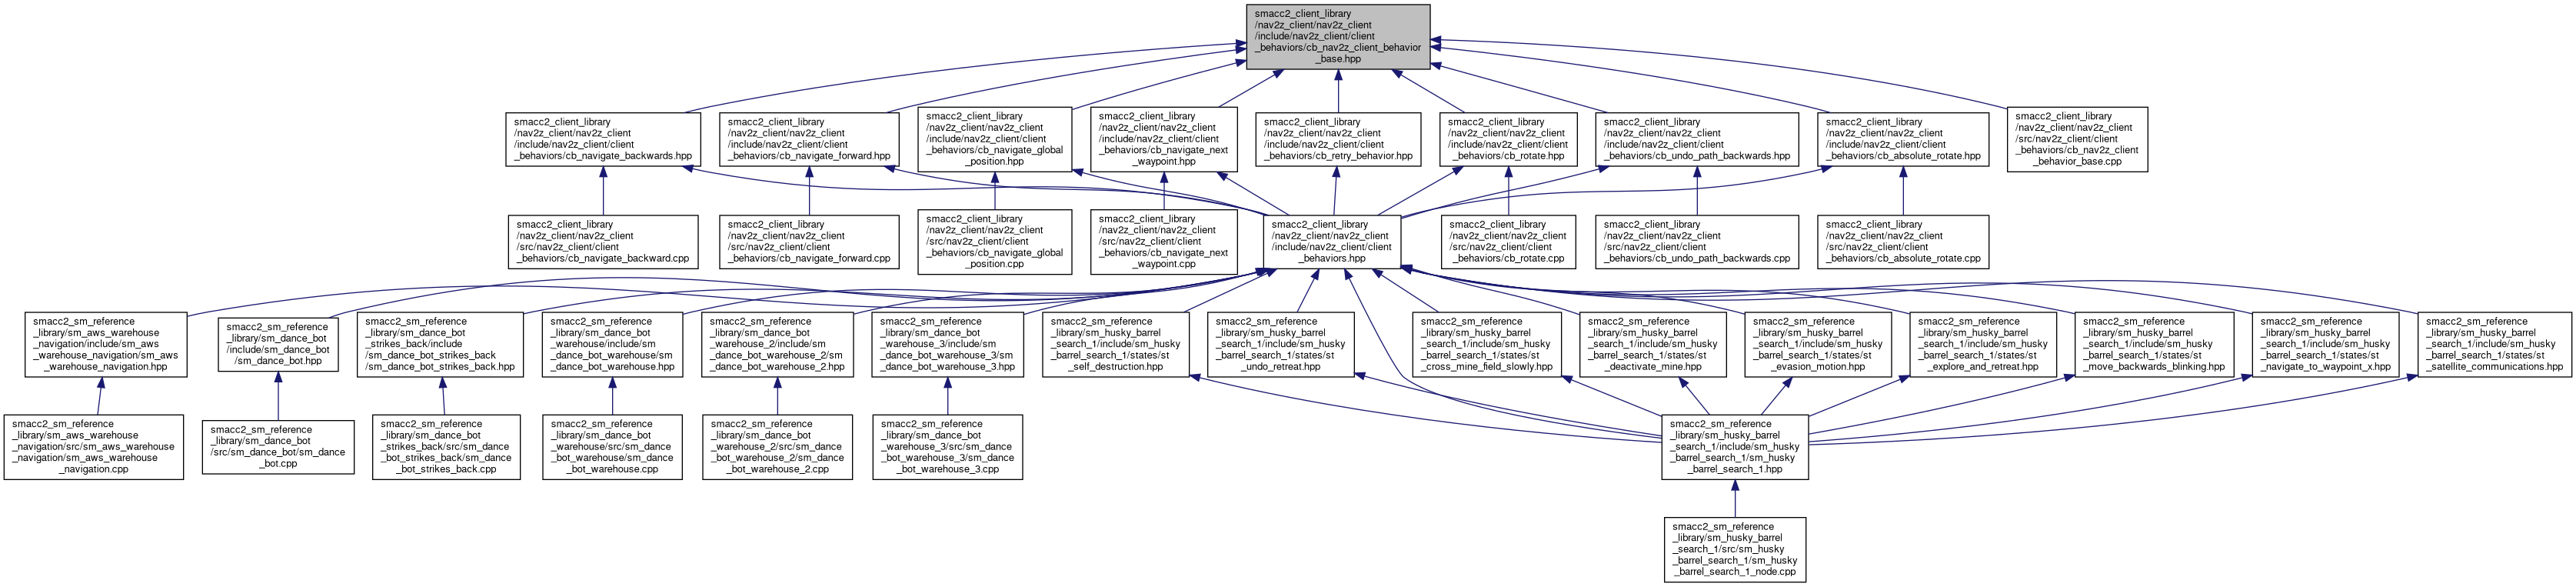 smacc2_client_library
/nav2z_client/nav2z_client
/include/nav2z_client/client
_behaviors/cb_nav2z_client_behavior
_base.hpp
smacc2_client_library
/nav2z_client/nav2z_client
/include/nav2z_client/client
_behaviors/cb_navigate_backwards.hpp
smacc2_client_library
/nav2z_client/nav2z_client
/include/nav2z_client/client
_behaviors/cb_navigate_forward.hpp
smacc2_client_library
/nav2z_client/nav2z_client
/include/nav2z_client/client
_behaviors/cb_navigate_global
_position.hpp
smacc2_client_library
/nav2z_client/nav2z_client
/include/nav2z_client/client
_behaviors/cb_navigate_next
_waypoint.hpp
smacc2_client_library
/nav2z_client/nav2z_client
/include/nav2z_client/client
_behaviors/cb_retry_behavior.hpp
smacc2_client_library
/nav2z_client/nav2z_client
/include/nav2z_client/client
_behaviors/cb_rotate.hpp
smacc2_client_library
/nav2z_client/nav2z_client
/include/nav2z_client/client
_behaviors/cb_undo_path_backwards.hpp
smacc2_client_library
/nav2z_client/nav2z_client
/include/nav2z_client/client
_behaviors/cb_absolute_rotate.hpp
smacc2_client_library
/nav2z_client/nav2z_client
/src/nav2z_client/client
_behaviors/cb_nav2z_client
_behavior_base.cpp
smacc2_client_library
/nav2z_client/nav2z_client
/src/nav2z_client/client
_behaviors/cb_navigate_backward.cpp
smacc2_client_library
/nav2z_client/nav2z_client
/src/nav2z_client/client
_behaviors/cb_navigate_forward.cpp
smacc2_client_library
/nav2z_client/nav2z_client
/src/nav2z_client/client
_behaviors/cb_navigate_global
_position.cpp
smacc2_client_library
/nav2z_client/nav2z_client
/src/nav2z_client/client
_behaviors/cb_navigate_next
_waypoint.cpp
smacc2_client_library
/nav2z_client/nav2z_client
/include/nav2z_client/client
_behaviors.hpp
smacc2_client_library
/nav2z_client/nav2z_client
/src/nav2z_client/client
_behaviors/cb_rotate.cpp
smacc2_client_library
/nav2z_client/nav2z_client
/src/nav2z_client/client
_behaviors/cb_undo_path_backwards.cpp
smacc2_client_library
/nav2z_client/nav2z_client
/src/nav2z_client/client
_behaviors/cb_absolute_rotate.cpp
smacc2_sm_reference
_library/sm_aws_warehouse
_navigation/include/sm_aws
_warehouse_navigation/sm_aws
_warehouse_navigation.hpp
smacc2_sm_reference
_library/sm_dance_bot
/include/sm_dance_bot
/sm_dance_bot.hpp
smacc2_sm_reference
_library/sm_dance_bot
_strikes_back/include
/sm_dance_bot_strikes_back
/sm_dance_bot_strikes_back.hpp
smacc2_sm_reference
_library/sm_dance_bot
_warehouse/include/sm
_dance_bot_warehouse/sm
_dance_bot_warehouse.hpp
smacc2_sm_reference
_library/sm_dance_bot
_warehouse_2/include/sm
_dance_bot_warehouse_2/sm
_dance_bot_warehouse_2.hpp
smacc2_sm_reference
_library/sm_dance_bot
_warehouse_3/include/sm
_dance_bot_warehouse_3/sm
_dance_bot_warehouse_3.hpp
smacc2_sm_reference
_library/sm_husky_barrel
_search_1/include/sm_husky
_barrel_search_1/states/st
_self_destruction.hpp
smacc2_sm_reference
_library/sm_husky_barrel
_search_1/include/sm_husky
_barrel_search_1/states/st
_undo_retreat.hpp
smacc2_sm_reference
_library/sm_husky_barrel
_search_1/include/sm_husky
_barrel_search_1/states/st
_cross_mine_field_slowly.hpp
smacc2_sm_reference
_library/sm_husky_barrel
_search_1/include/sm_husky
_barrel_search_1/states/st
_deactivate_mine.hpp
smacc2_sm_reference
_library/sm_husky_barrel
_search_1/include/sm_husky
_barrel_search_1/states/st
_evasion_motion.hpp
smacc2_sm_reference
_library/sm_husky_barrel
_search_1/include/sm_husky
_barrel_search_1/states/st
_explore_and_retreat.hpp
smacc2_sm_reference
_library/sm_husky_barrel
_search_1/include/sm_husky
_barrel_search_1/states/st
_move_backwards_blinking.hpp
smacc2_sm_reference
_library/sm_husky_barrel
_search_1/include/sm_husky
_barrel_search_1/states/st
_navigate_to_waypoint_x.hpp
smacc2_sm_reference
_library/sm_husky_barrel
_search_1/include/sm_husky
_barrel_search_1/states/st
_satellite_communications.hpp
smacc2_sm_reference
_library/sm_aws_warehouse
_navigation/src/sm_aws_warehouse
_navigation/sm_aws_warehouse
_navigation.cpp
smacc2_sm_reference
_library/sm_dance_bot
/src/sm_dance_bot/sm_dance
_bot.cpp
smacc2_sm_reference
_library/sm_dance_bot
_strikes_back/src/sm_dance
_bot_strikes_back/sm_dance
_bot_strikes_back.cpp
smacc2_sm_reference
_library/sm_dance_bot
_warehouse/src/sm_dance
_bot_warehouse/sm_dance
_bot_warehouse.cpp
smacc2_sm_reference
_library/sm_dance_bot
_warehouse_2/src/sm_dance
_bot_warehouse_2/sm_dance
_bot_warehouse_2.cpp
smacc2_sm_reference
_library/sm_dance_bot
_warehouse_3/src/sm_dance
_bot_warehouse_3/sm_dance
_bot_warehouse_3.cpp
smacc2_sm_reference
_library/sm_husky_barrel
_search_1/include/sm_husky
_barrel_search_1/sm_husky
_barrel_search_1.hpp
smacc2_sm_reference
_library/sm_husky_barrel
_search_1/src/sm_husky
_barrel_search_1/sm_husky
_barrel_search_1_node.cpp